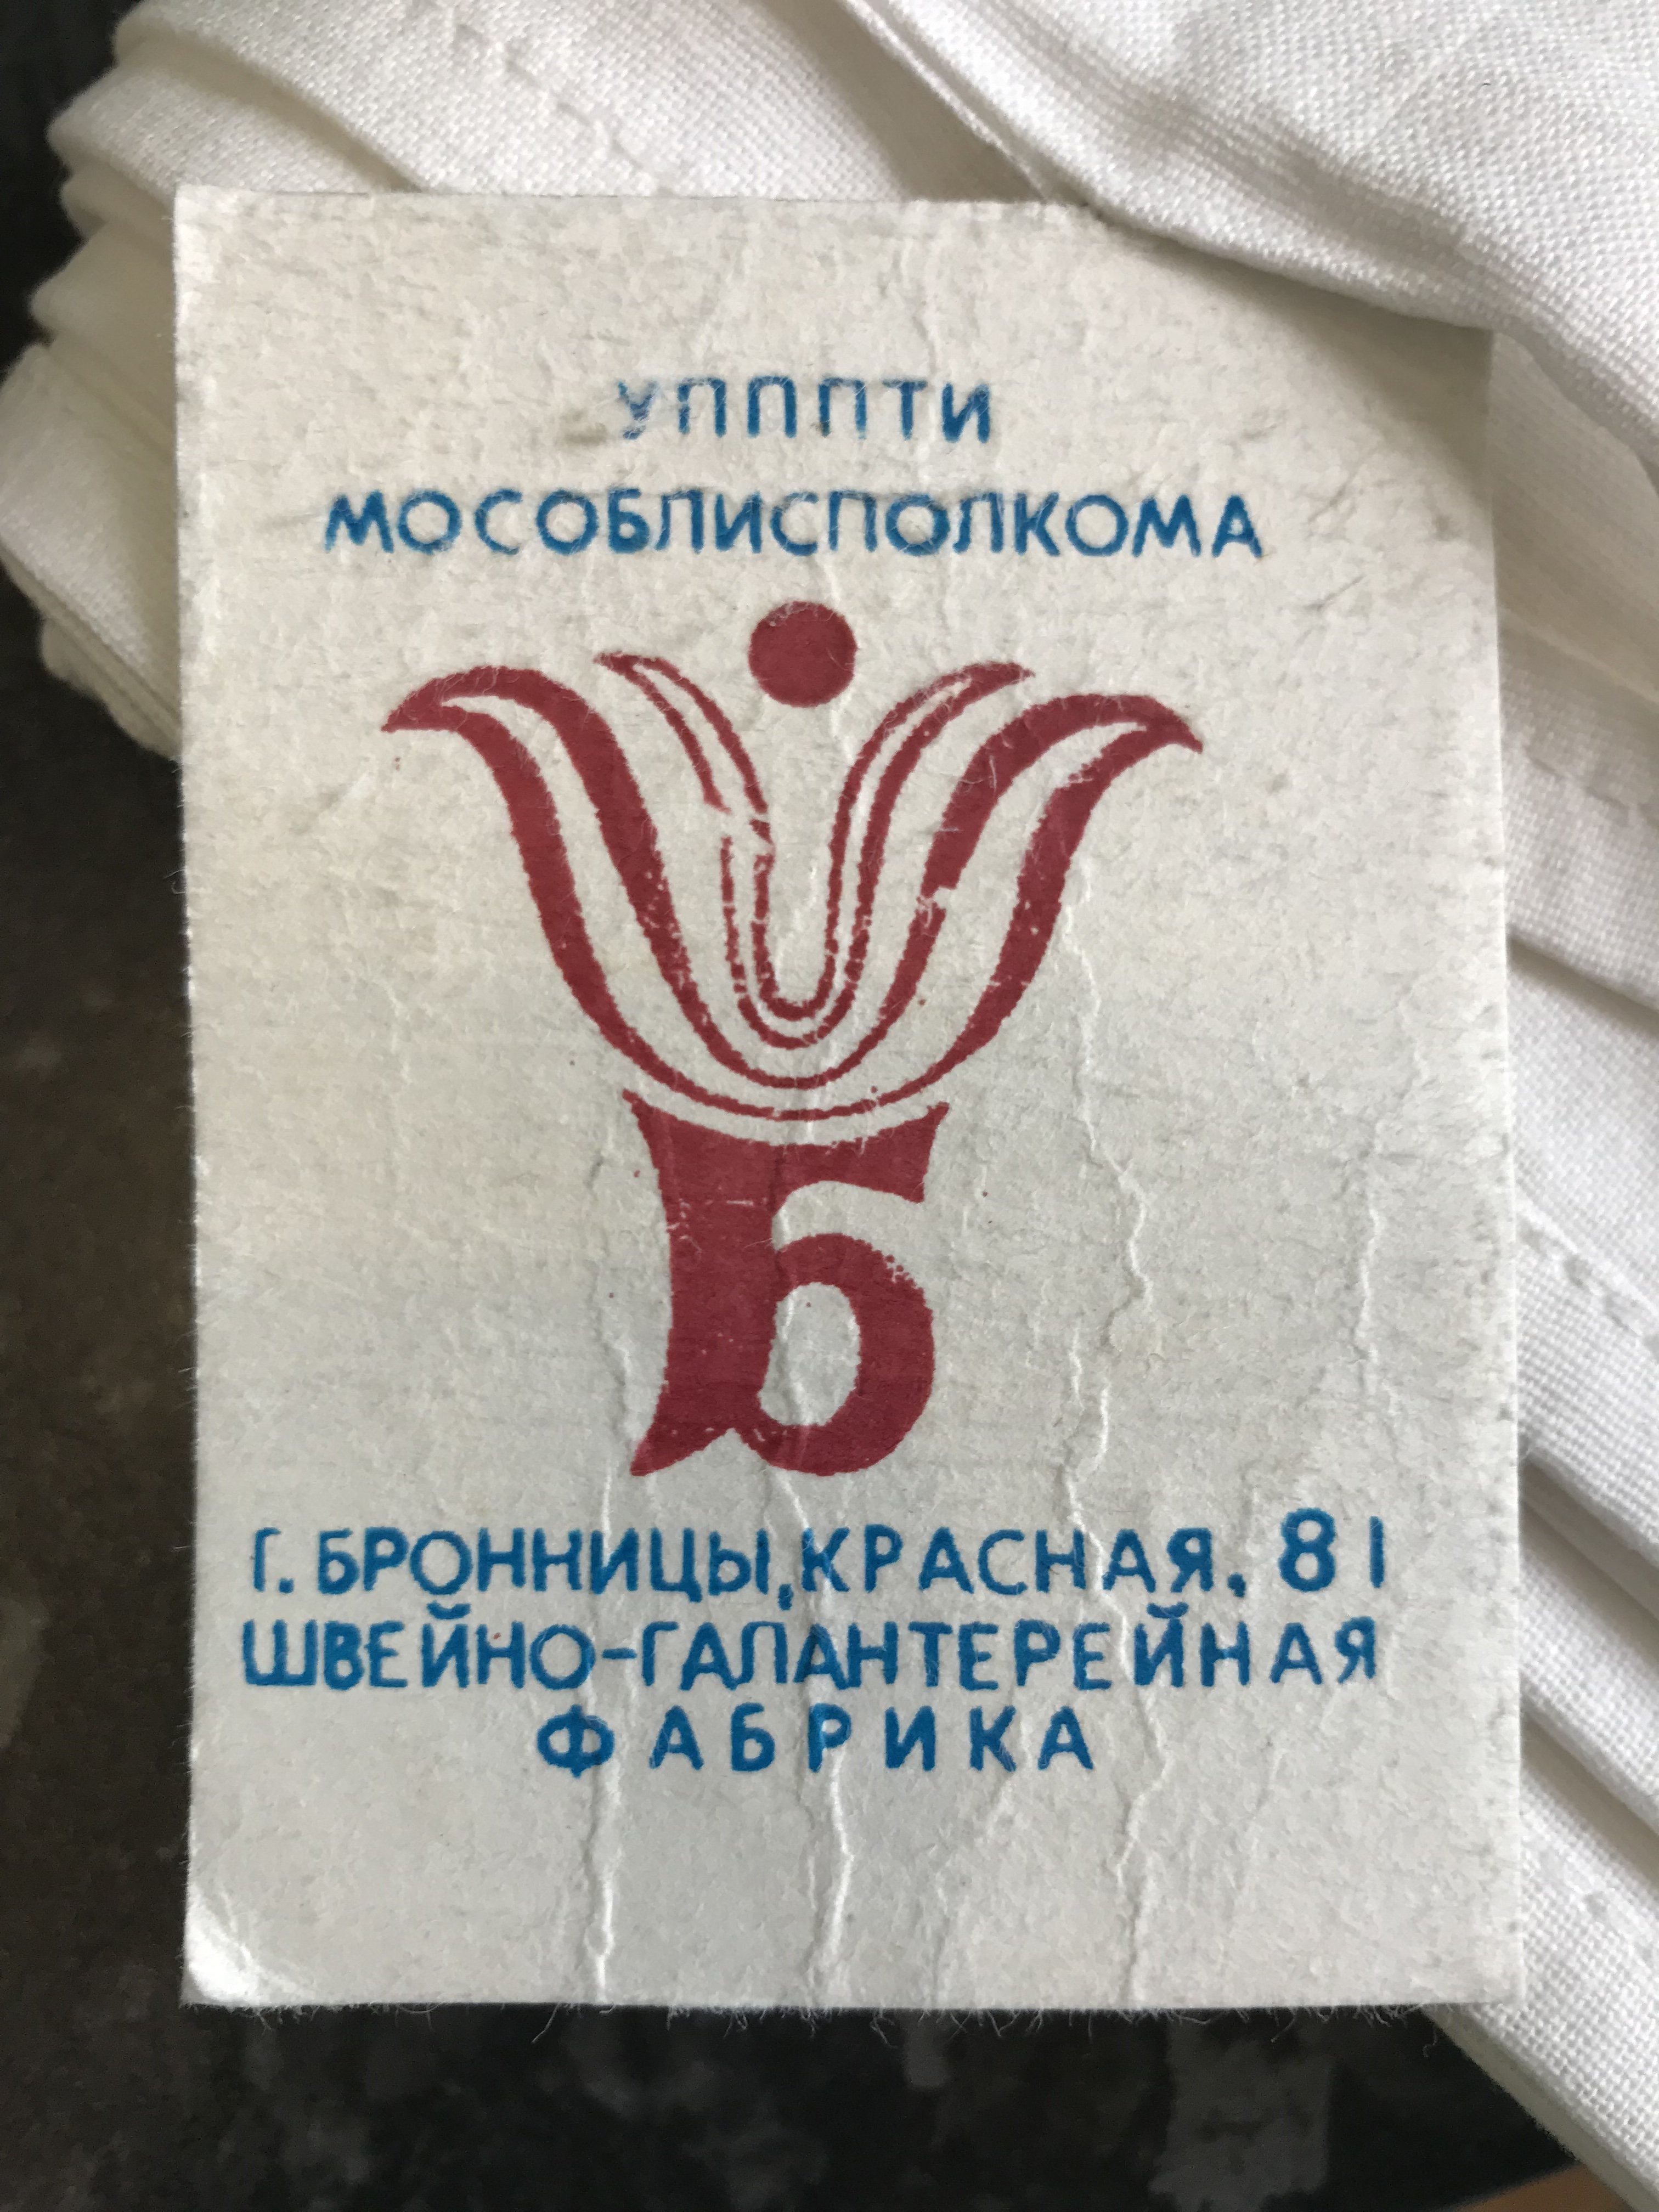 УПППТИ
МОСОБЛИСПОЛКОМА
Б
Г. БРОННИЦЫ, КРАСНАЯ, 81
ШВЕЙНО-ГАЛАНТЕРЕЙНАЯ
ФАБРИКА